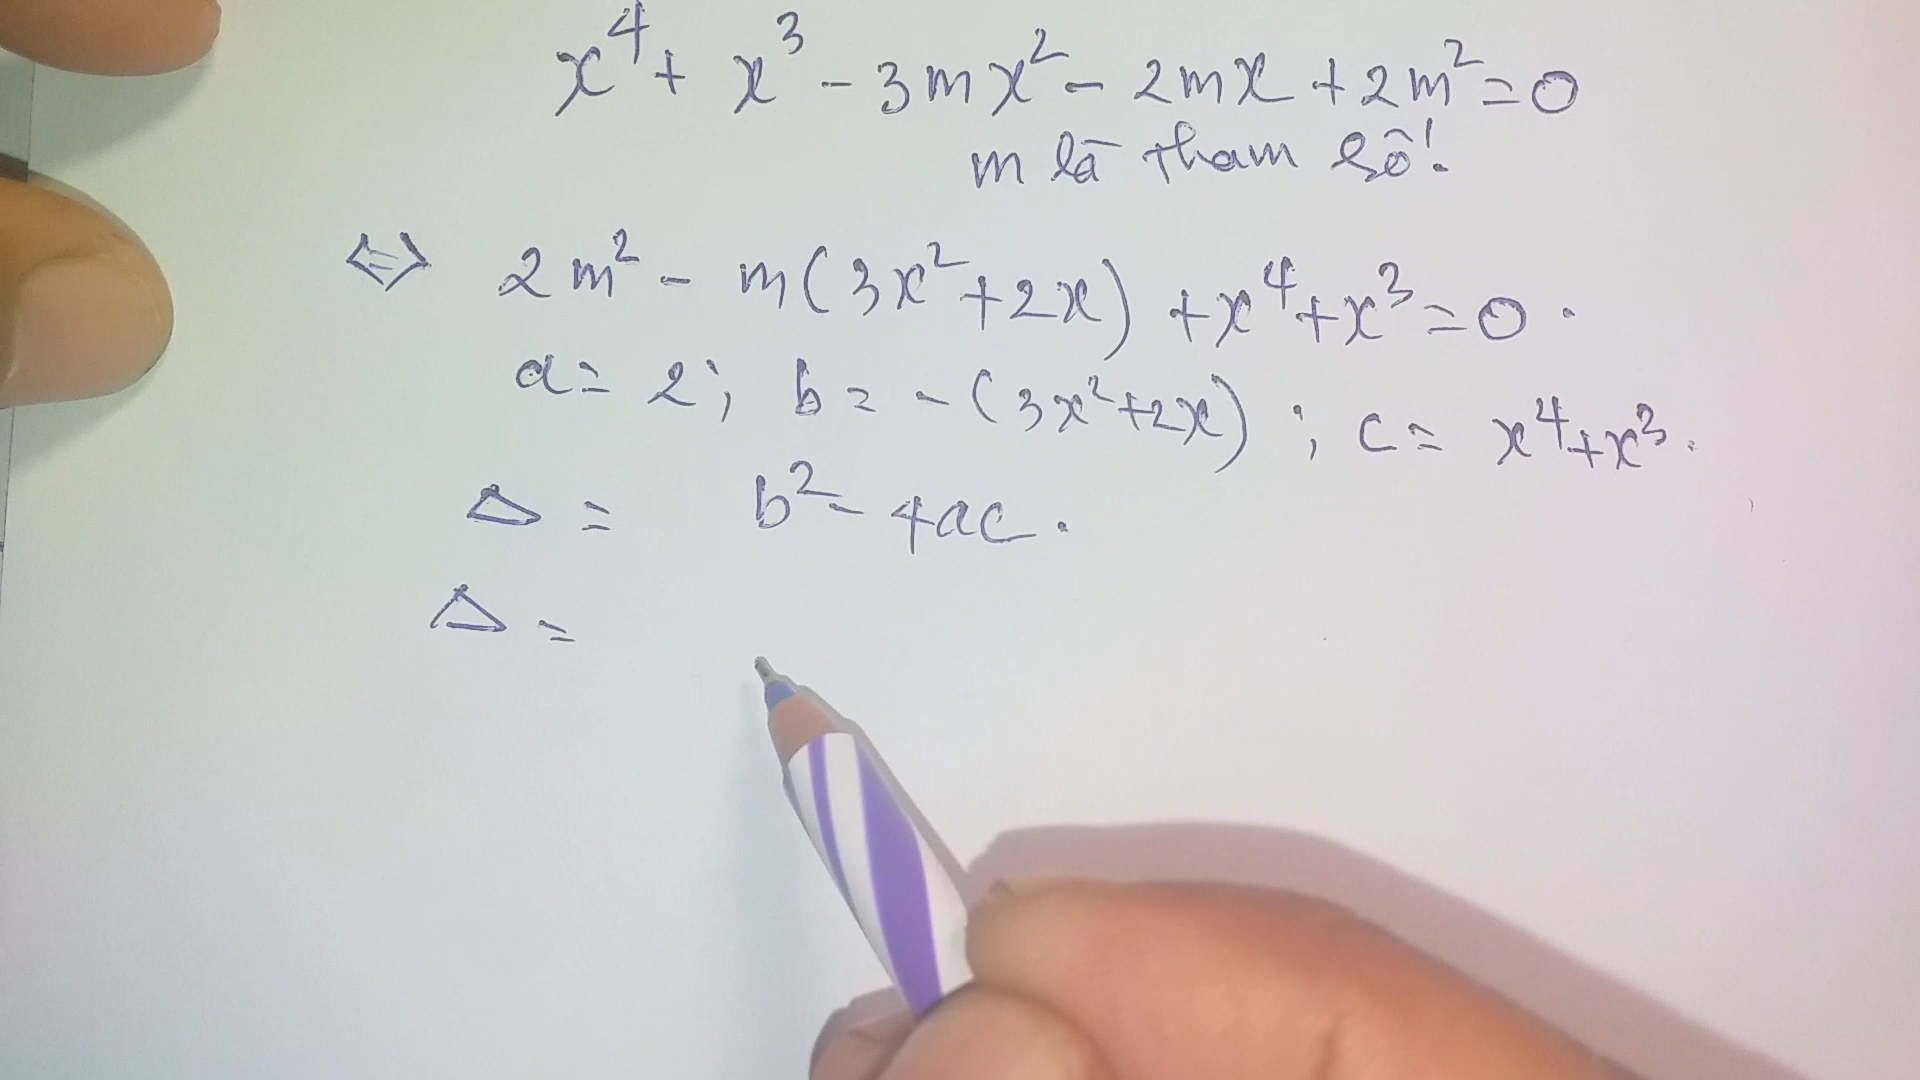 x⁴ + x³ - 3mx² - 2mx + 2m² = 0
m là tham số!
⇔ 2m² - m(3x² + 2x) + x⁴ + x³ = 0.
a = 2; b = -(3x² + 2x); c = x⁴ + x³.
Δ = b² - 4ac.
Δ =